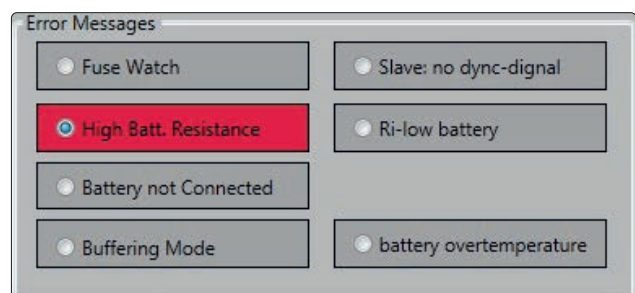 Error Messages
Fuse Watch
Slave: no dync-dignal
High Batt. Resistance
Ri-low battery
Battery not Connected
Buffering Mode
battery overtemperature